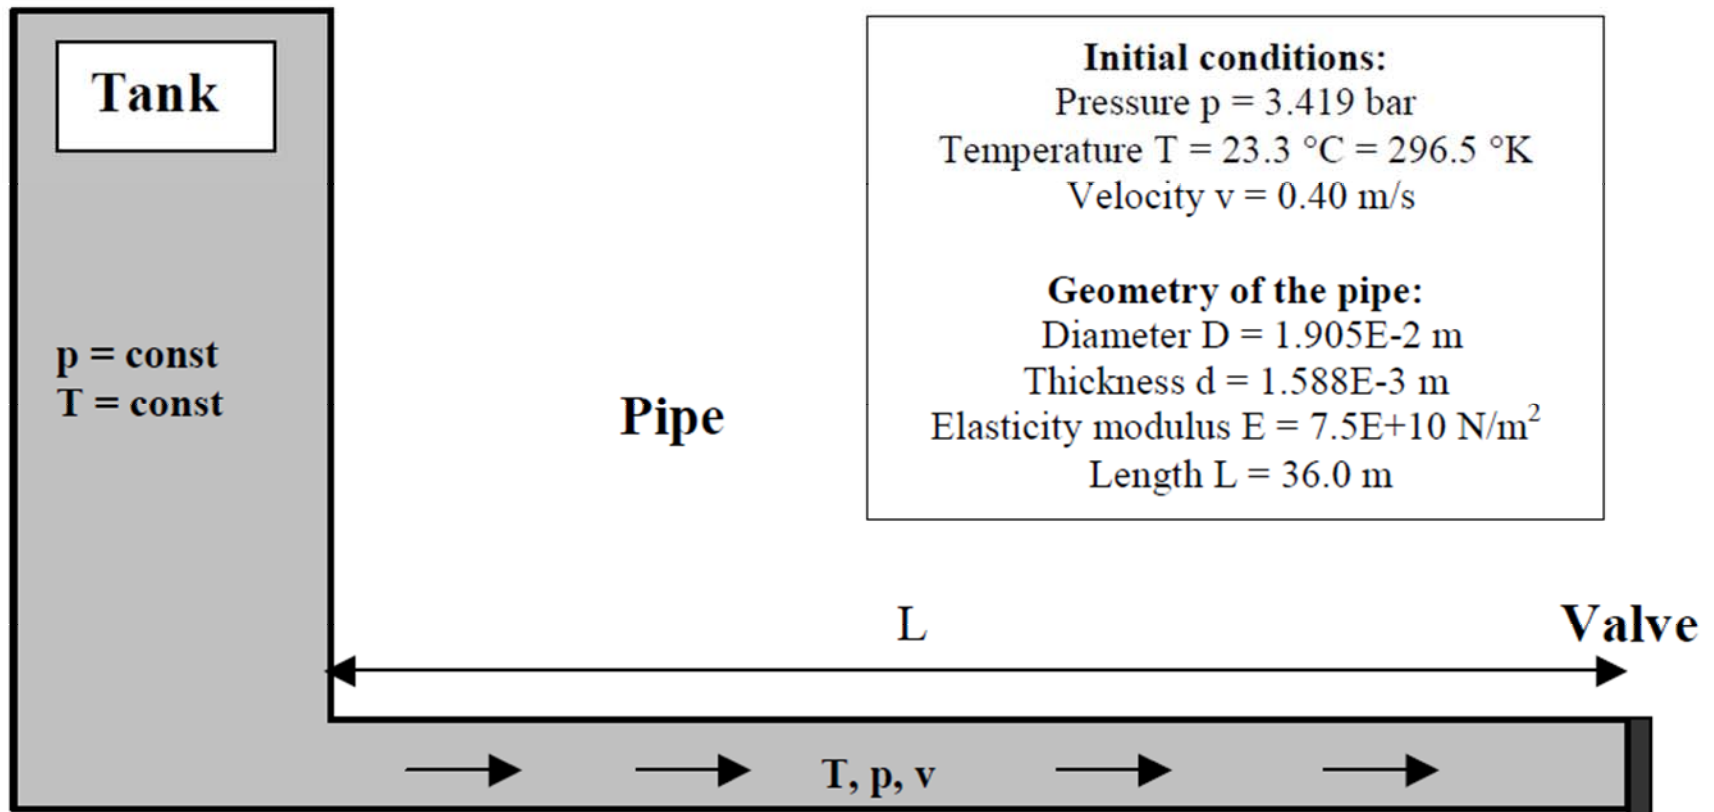 Tank
p = const
T = const
Pipe
Initial conditions:
Pressure p = 3.419 bar
Temperature T = 23.3 °C = 296.5 °K
Velocity v = 0.40 m/s
Geometry of the pipe:
Diameter D = 1.905E-2 m
Thickness d = 1.588E-3 m
Elasticity modulus E = 7.5E+10 N/m²
Length L = 36.0 m
L
Valve
T, p, v